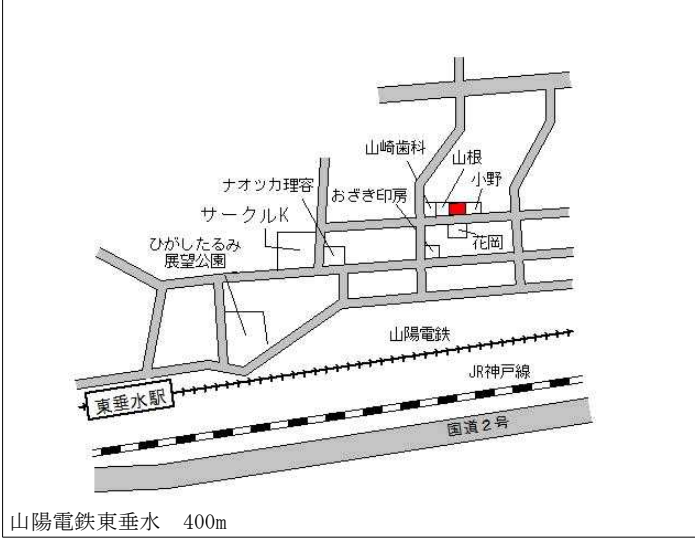 山崎歯科
山根
小野
ナオツカ理容
おざき印房
サークルK
花岡
ひがしたるみ
展望公園
山陽電鉄
JR神戸線
東垂水駅
国道2号
山陽電鉄東垂水　400m